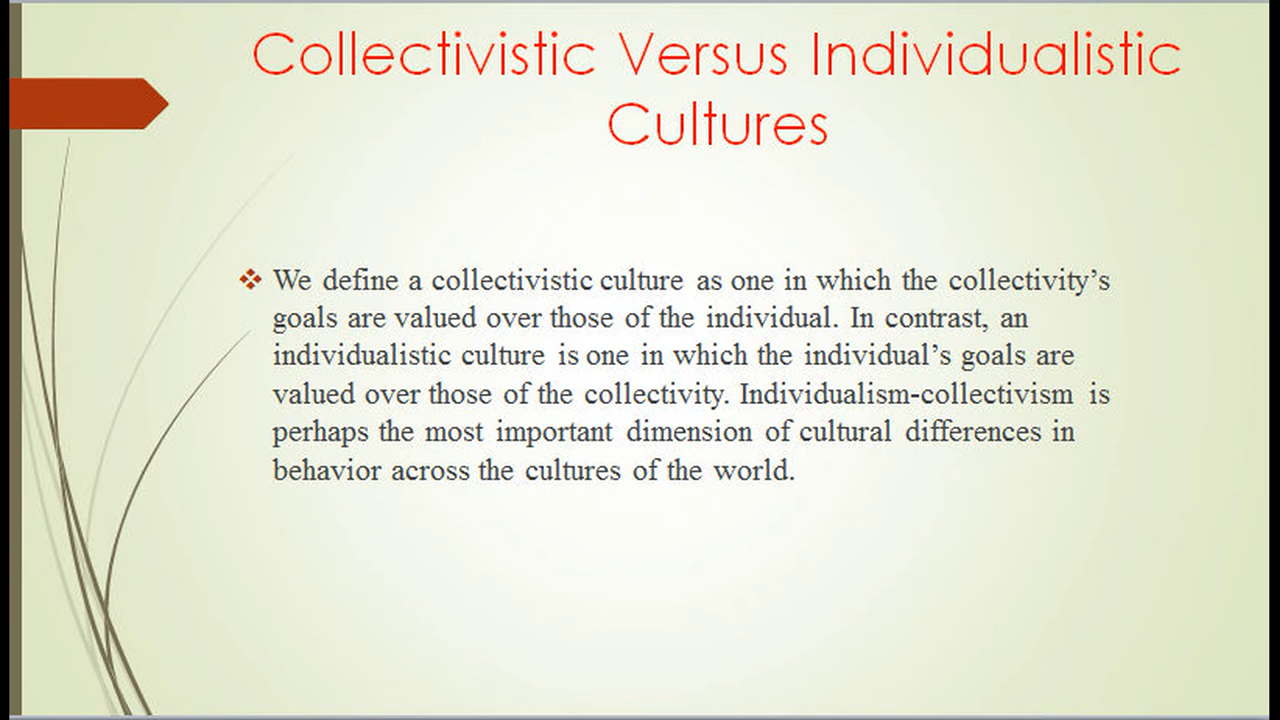 Collectivistic Versus Individualistic
Cultures
We define a collectivistic culture as one in which the collectivity’s
goals are valued over those of the individual. In contrast, an
individualistic culture is one in which the individual’s goals are
valued over those of the collectivity. Individualism-collectivism is
perhaps the most important dimension of cultural differences in
behavior across the cultures of the world.